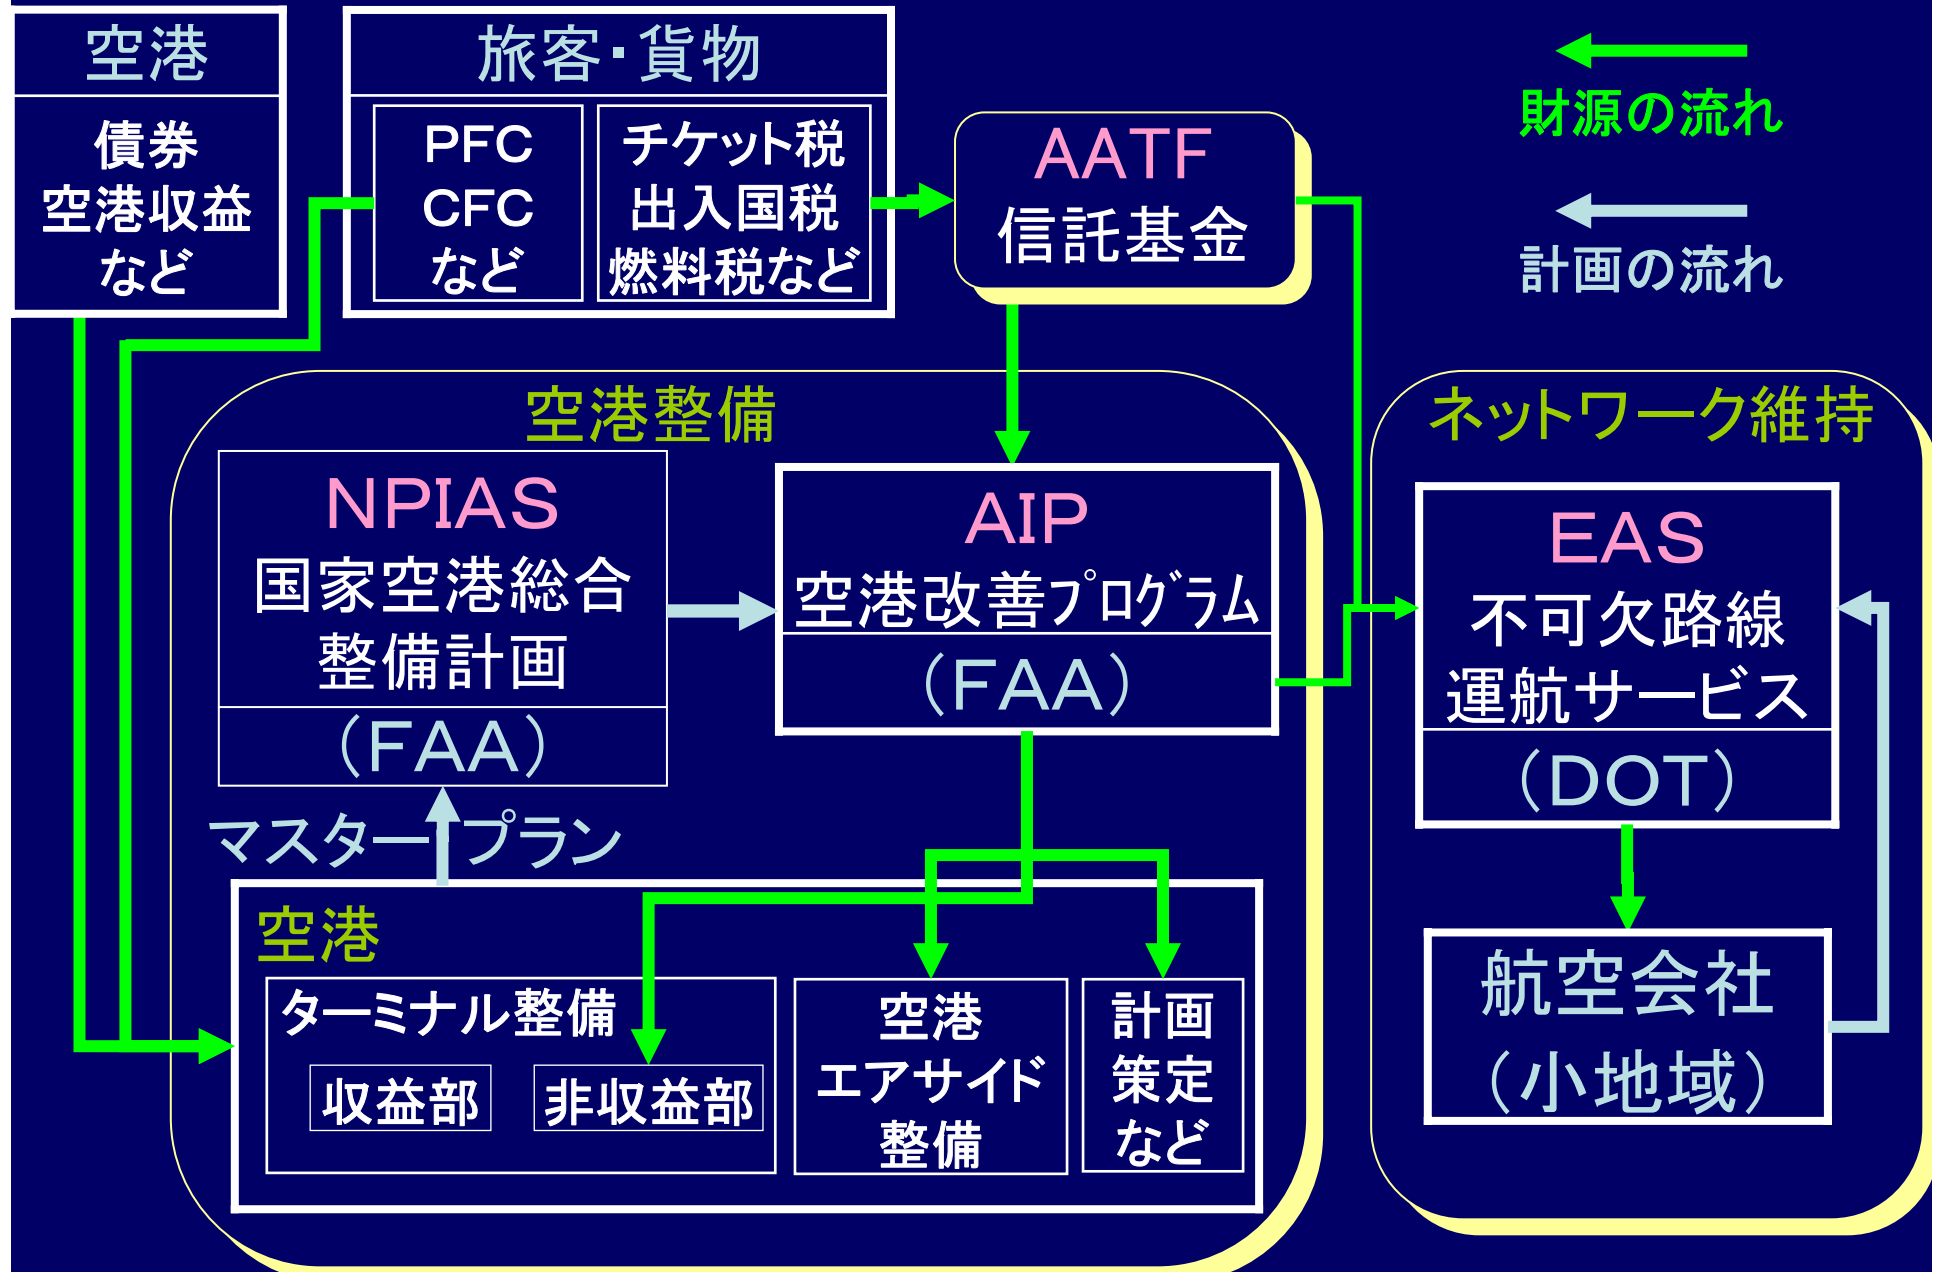 空港
債券
空港収益
など
旅客・貨物
PFC
CFC
など
チケット税
出入国税
燃料税など
AATF
信託基金
財源の流れ
計画の流れ
空港整備
NPIAS
国家空港総合
整備計画
（FAA）
AIP
空港改善プログラム
（FAA）
マスタープラン
空港
ターミナル整備
収益部
非収益部
空港
エアサイド
整備
計画
策定
など
ネットワーク維持
EAS
不可欠路線
運航サービス
（DOT）
航空会社
（小地域）